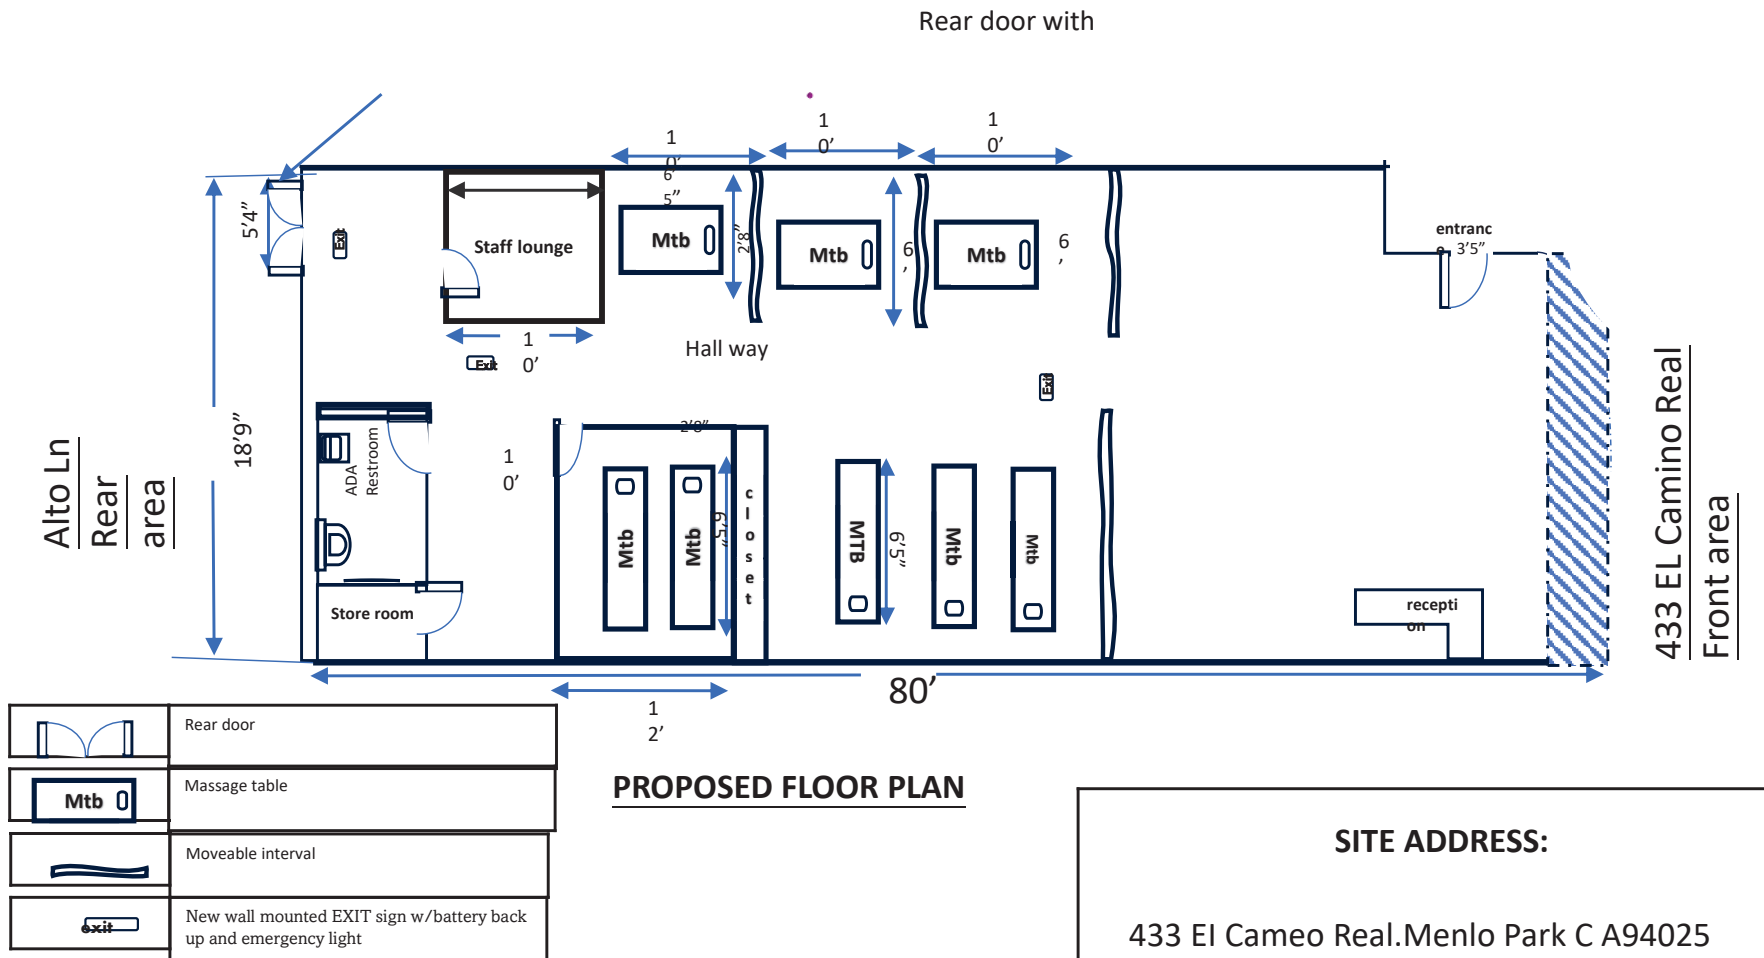 Rear door with
1
0’
1
0’
1
0’
6’
5”
5’4”
Exit
Staff lounge
Mtb
2’8”
Mtb
6
’
Mtb
6
’
entranc
e
3’5”
1
0’
Hall way
Exit
Exit
18’9”
Alto Ln
Rear
area
ADA
Restroom
1
0’
2’8”
Mtb
Mtb
6’5”
c
l
o
s
e
t
MTB
6’5”
Mtb
Mtb
433 EL Camino Real
Front area
Store room
recepti
on
80’
1
2’
Rear door
Mtb
Massage table
Moveable interval
exit
New wall mounted EXIT sign w/battery back
up and emergency light
PROPOSED FLOOR PLAN
SITE ADDRESS:
433 EI Cameo Real.Menlo Park C A94025